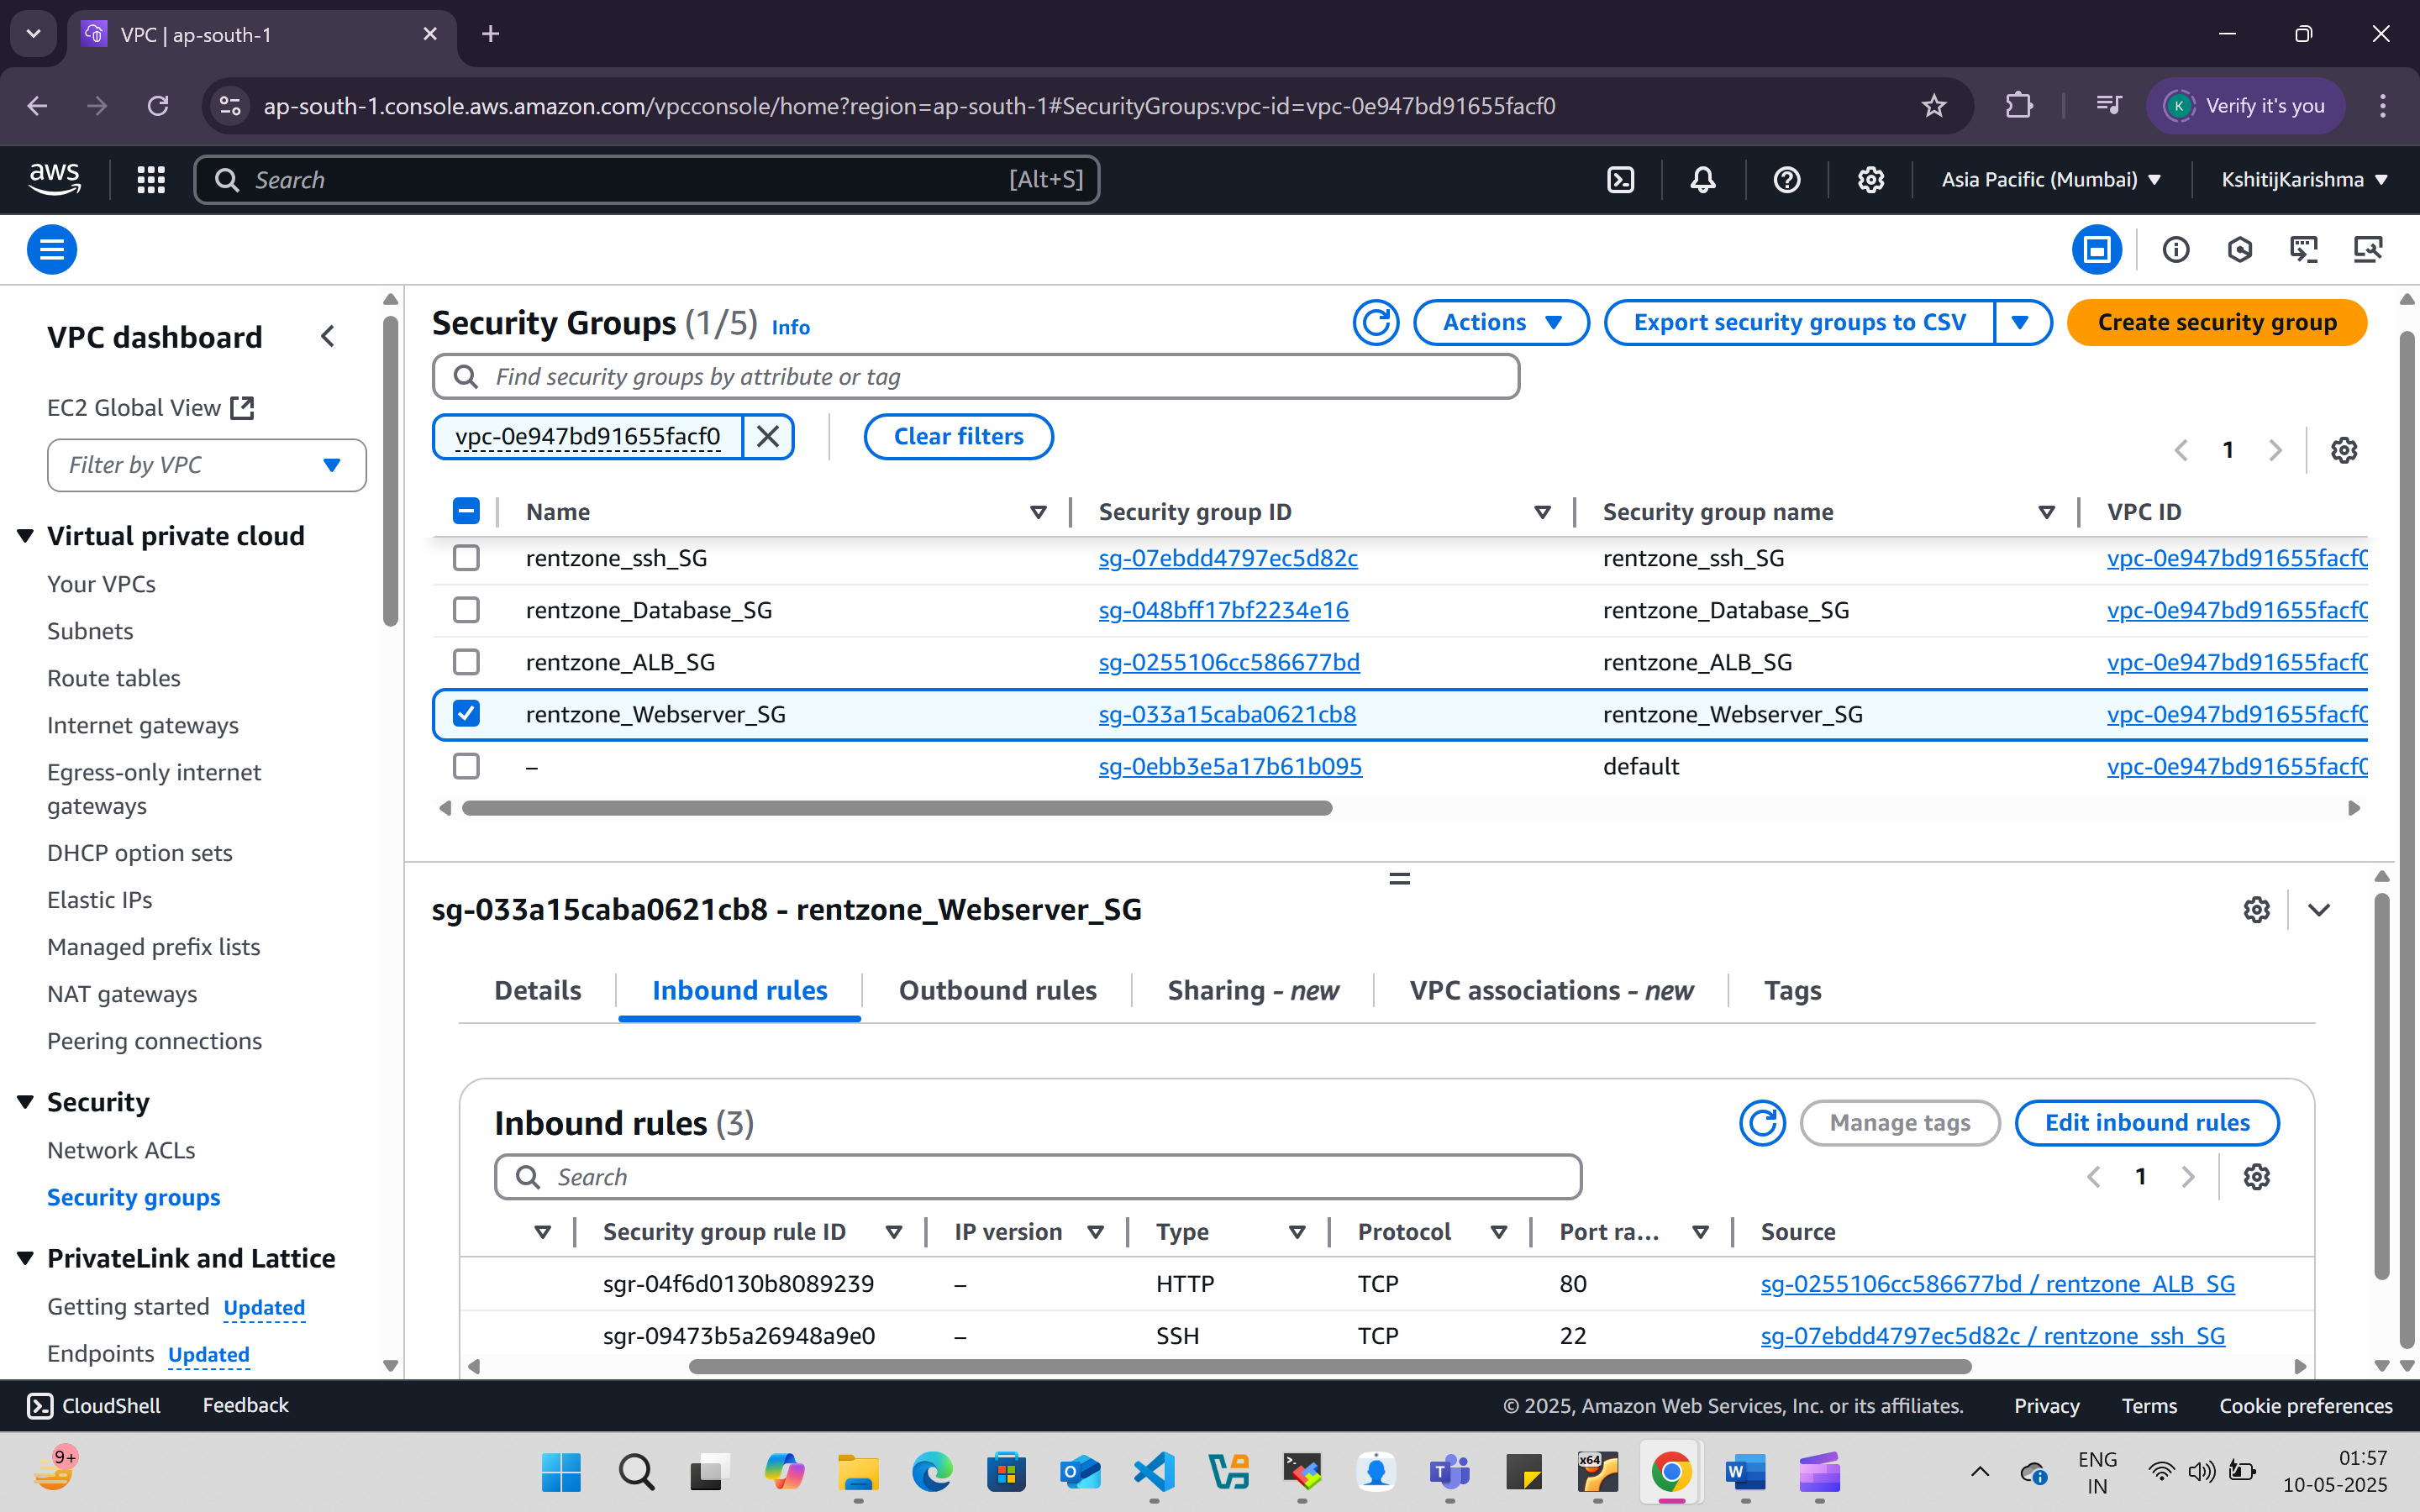 VPC | ap-south-1
ap-south-1.console.aws.amazon.com/vpcconsole/home?region=ap-south-1#SecurityGroups:vpc-id=vpc-0e947bd91655facf0
K Verify it's you
aws Search [Alt+S] Asia Pacific (Mumbai) KshitijKarishma
VPC dashboard
EC2 Global View
Filter by VPC
Virtual private cloud
Your VPCs
Subnets
Route tables
Internet gateways
Egress-only internet
gateways
DHCP option sets
Elastic IPs
Managed prefix lists
NAT gateways
Peering connections
Security
Network ACLs
Security groups
PrivateLink and Lattice
Getting started Updated
Endpoints Updated
Security Groups (1/5) Info Actions Export security groups to CSV Create security group
Find security groups by attribute or tag
vpc-0e947bd91655facf0 Clear filters
1
Name Security group ID Security group name VPC ID
rentzone_ssh_SG sg-07ebdd4797ec5d82c rentzone_ssh_SG vpc-0e947bd91655facf0
rentzone_Database_SG sg-048bff17bf2234e16 rentzone_Database_SG vpc-0e947bd91655facf0
rentzone_ALB_SG sg-0255106cc586677bd rentzone_ALB_SG vpc-0e947bd91655facf0
rentzone_Webserver_SG sg-033a15caba0621cb8 rentzone_Webserver_SG vpc-0e947bd91655facf0
– sg-0ebb3e5a17b61b095 default vpc-0e947bd91655facf0
sg-033a15caba0621cb8 - rentzone_Webserver_SG
Details Inbound rules Outbound rules Sharing - new VPC associations - new Tags
Inbound rules (3) Manage tags Edit inbound rules
Search
1
Security group rule ID IP version Type Protocol Port ra... Source
sgr-04f6d0130b8089239 – HTTP TCP 80 sg-0255106cc586677bd / rentzone_ALB_SG
sgr-09473b5a26948a9e0 – SSH TCP 22 sg-07ebdd4797ec5d82c / rentzone_ssh_SG
CloudShell Feedback © 2025, Amazon Web Services, Inc. or its affiliates. Privacy Terms Cookie preferences
9+
x64
ENG
IN
01:57
10-05-2025